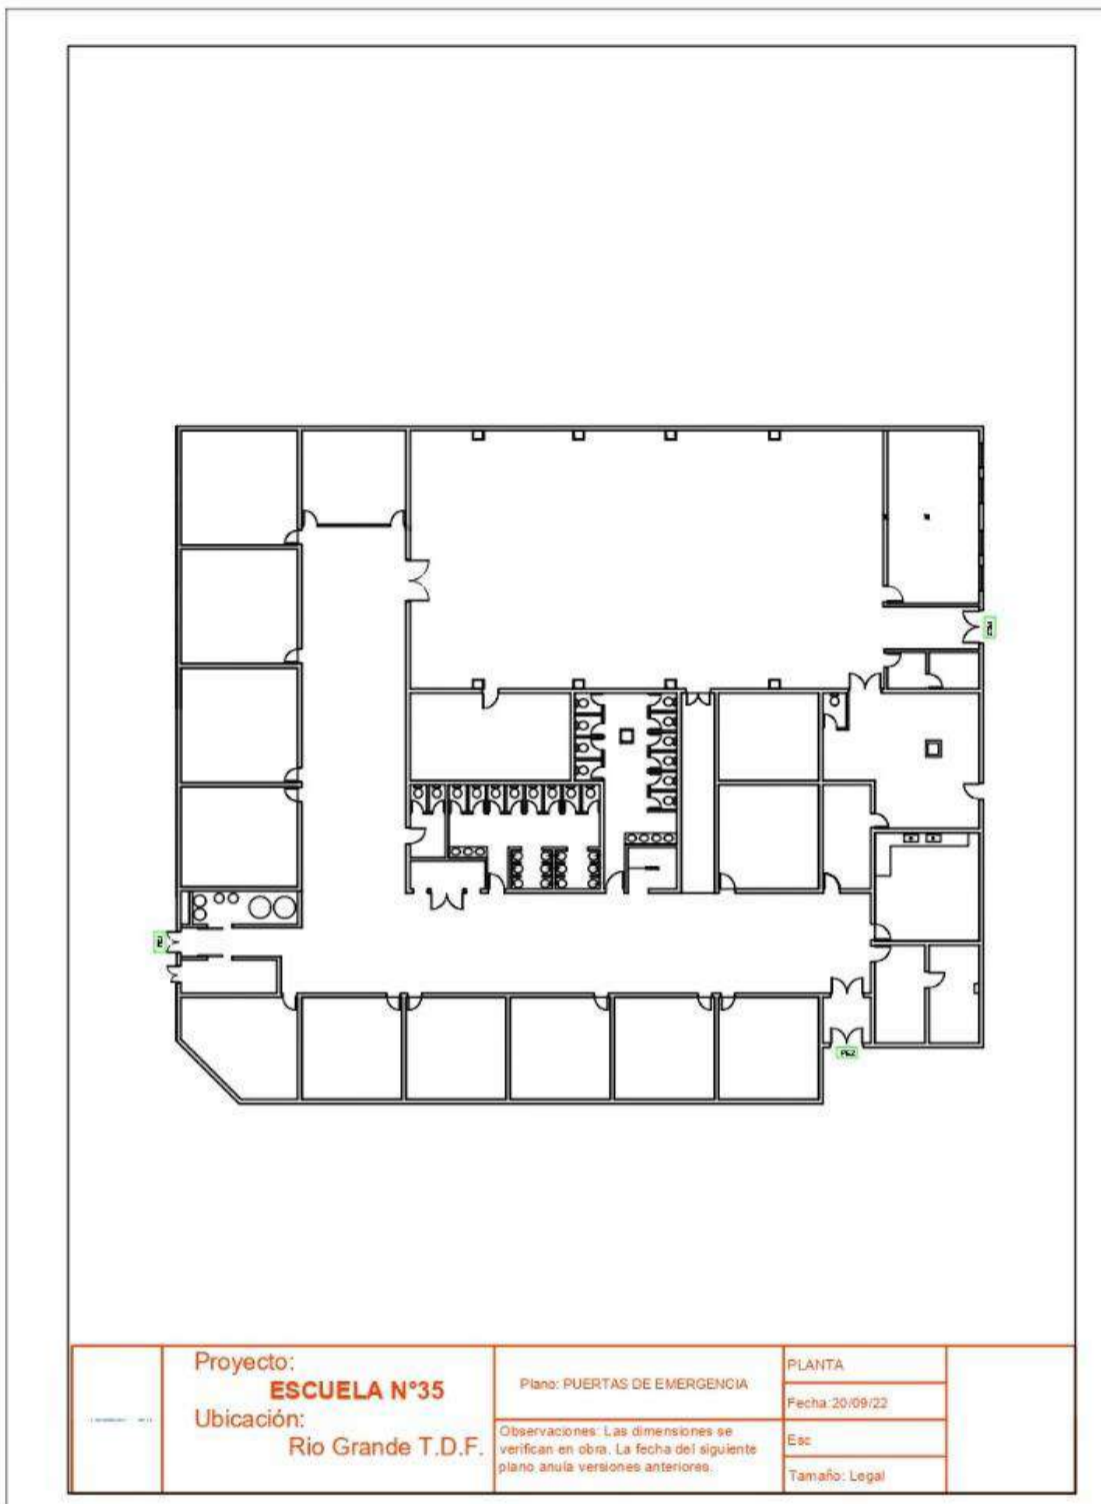 PE2
Proyecto:
ESCUELA N°35
Ubicación:
Rio Grande T.D.F.
Plano: PUERTAS DE EMERGENCIA
Observaciones: Las dimensiones se
verifican en obra. La fecha del siguiente
plano anula versiones anteriores.
PLANTA
Fecha:20/09/22
Esc
Tamaño: Legal